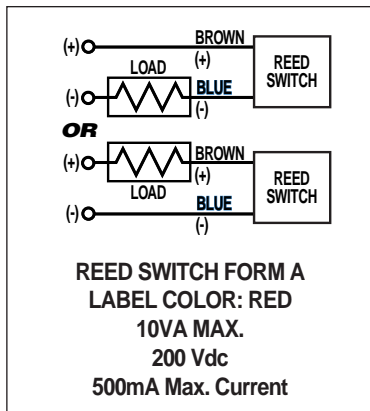 (+) BROWN
(+)
LOAD
REED
SWITCH
(-) BLUE
(-)
OR
(+) BROWN
(+)
LOAD
REED
SWITCH
(-) BLUE
(-)
REED SWITCH FORM A
LABEL COLOR: RED
10VA MAX.
200 Vdc
500mA Max. Current